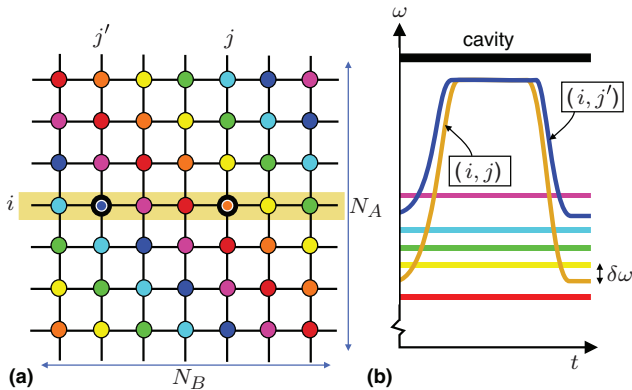 j′ j
i
N_A
N_B
(a)
ω
cavity
(i, j′)
(i, j)
δω
t
(b)